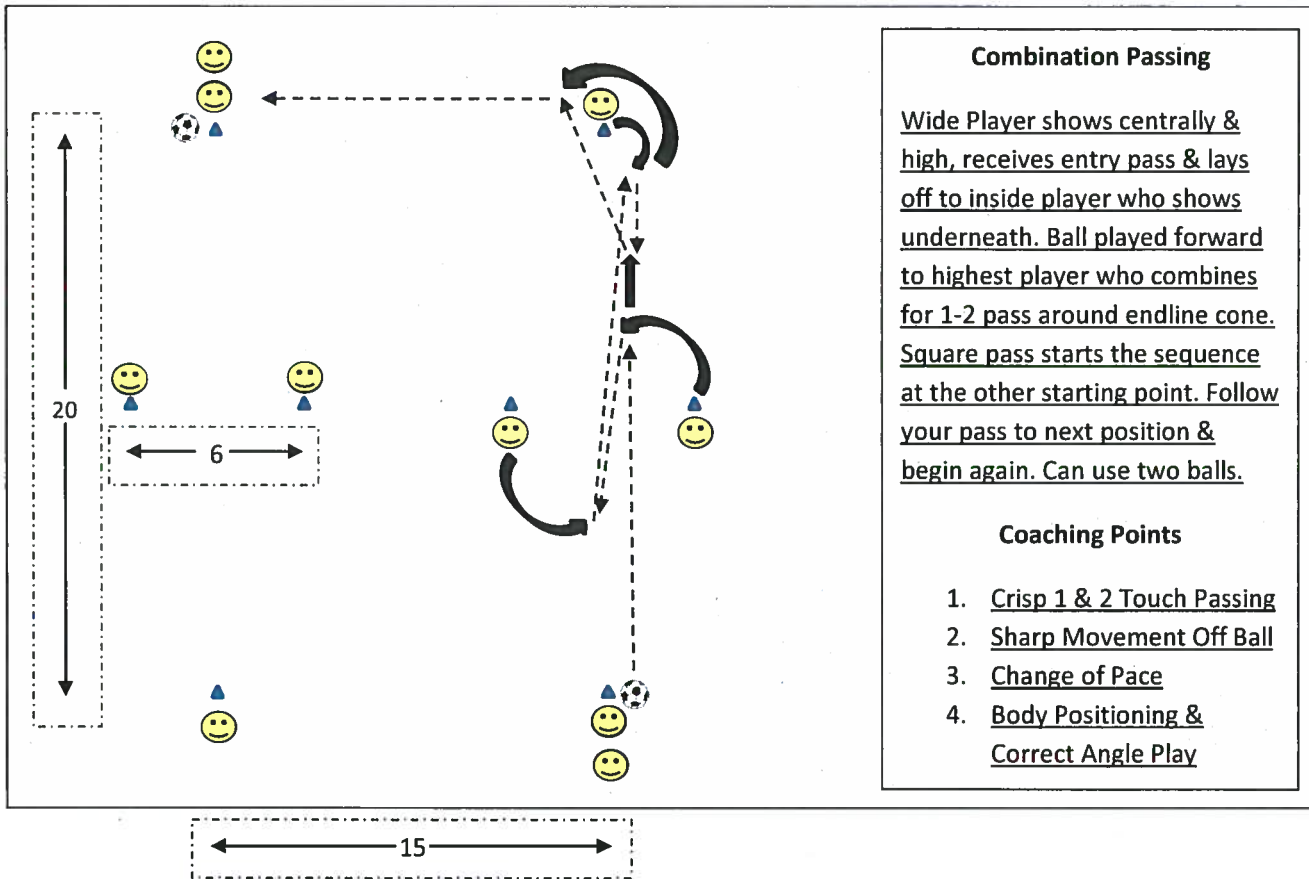 Combination Passing
Wide Player shows centrally &
high, receives entry pass & lays
off to inside player who shows
underneath. Ball played forward
to highest player who combines
for 1-2 pass around endline cone.
Square pass starts the sequence
at the other starting point. Follow
your pass to next position &
begin again. Can use two balls.
Coaching Points
1. Crisp 1 & 2 Touch Passing
2. Sharp Movement Off Ball
3. Change of Pace
4. Body Positioning &
Correct Angle Play
20
6
15